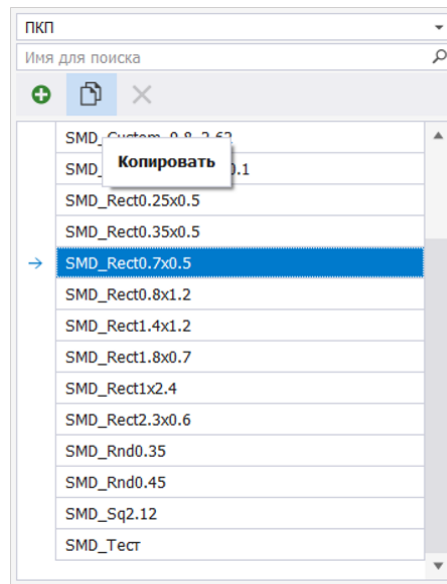 ПКП
Имя для поиска
Копировать
SMD_Rect0.25x0.5
SMD_Rect0.35x0.5
SMD_Rect0.7x0.5
SMD_Rect0.8x1.2
SMD_Rect1.4x1.2
SMD_Rect1.8x0.7
SMD_Rect1x2.4
SMD_Rect2.3x0.6
SMD_Rnd0.35
SMD_Rnd0.45
SMD_Sq2.12
SMD_Тест